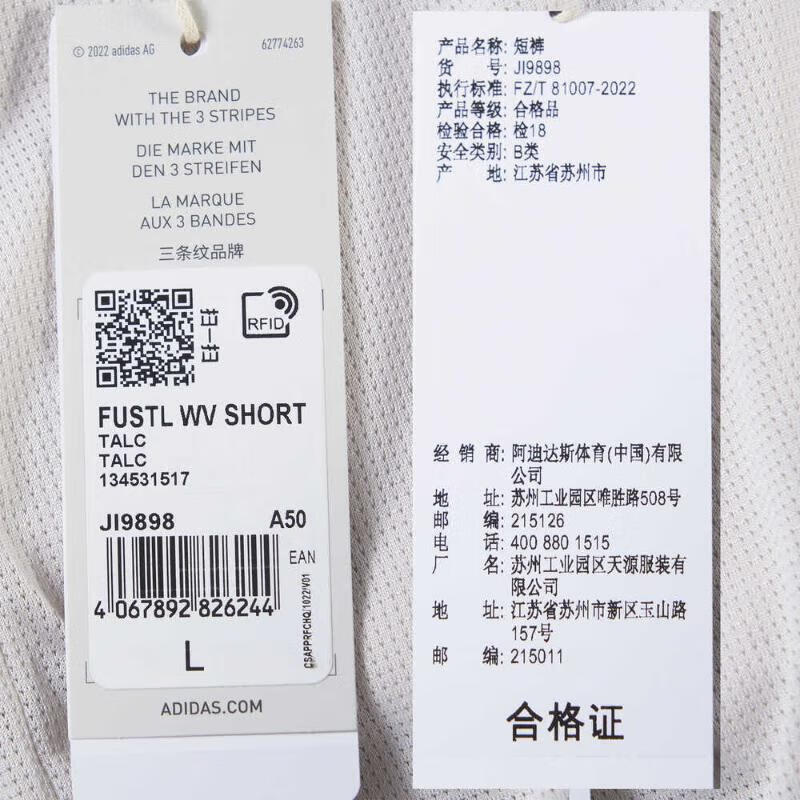 © 2022 adidas AG
62774263
THE BRAND
WITH THE 3 STRIPES
DIE MARKE MIT
DEN 3 STREIFEN
LA MARQUE
AUX 3 BANDES
三条纹品牌
扫一扫
RFID
FUSTL WV SHORT
TALC
TALC
134531517
JI9898 A50
EAN
4 067892 826244
CSAPPRFCHQ/1022/V01
L
ADIDAS.COM
产品名称: 短裤
货 号: JI9898
执行标准: FZ/T 81007-2022
产品等级: 合格品
检验合格: 检18
安全类别: B类
产 地: 江苏省苏州市
经 销 商: 阿迪达斯体育(中国)有限
公司
地 址: 苏州工业园区唯胜路508号
邮 编: 215126
电 话: 400 880 1515
厂 名: 苏州工业园区天源服装有
限公司
地 址: 江苏省苏州市新区玉山路
157号
邮 编: 215011
合格证